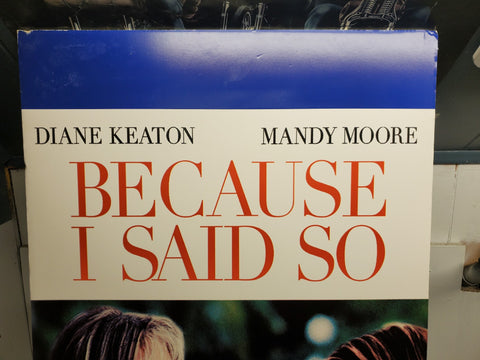 DIANE KEATON MANDY MOORE
BECAUSE
I SAID SO